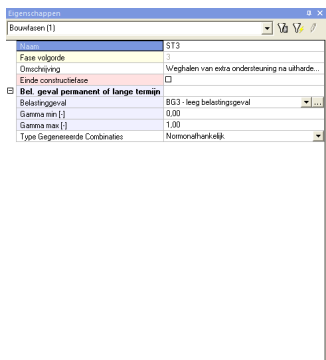 Eigenschappen
Bouwfasen (1)
Naam ST3
Fase volgorde 3
Omschrijving Weghalen van extra ondersteuning na uitharde...
Einde constructiefase
Bel. geval permanent of lange termijn
Belastinggeval BG3 - leeg belastingsgeval ...
Gamma min [-] 0,00
Gamma max [-] 1,00
Type Gegenereerde Combinaties Normonafhankelijk